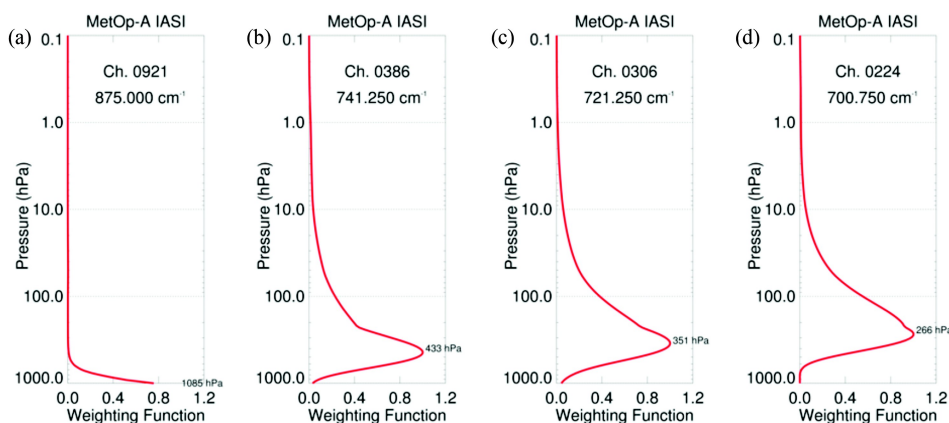 (a)
MetOp-A IASI
Ch. 0921
875.000 cm⁻¹
Pressure (hPa)
0.1
1.0
10.0
100.0
1000.0
1085 hPa
0.0 0.4 0.8 1.2
Weighting Function
(b)
MetOp-A IASI
Ch. 0386
741.250 cm⁻¹
Pressure (hPa)
0.1
1.0
10.0
100.0
1000.0
433 hPa
0.0 0.4 0.8 1.2
Weighting Function
(c)
MetOp-A IASI
Ch. 0306
721.250 cm⁻¹
Pressure (hPa)
0.1
1.0
10.0
100.0
1000.0
351 hPa
0.0 0.4 0.8 1.2
Weighting Function
(d)
MetOp-A IASI
Ch. 0224
700.750 cm⁻¹
Pressure (hPa)
0.1
1.0
10.0
100.0
1000.0
266 hPa
0.0 0.4 0.8 1.2
Weighting Function